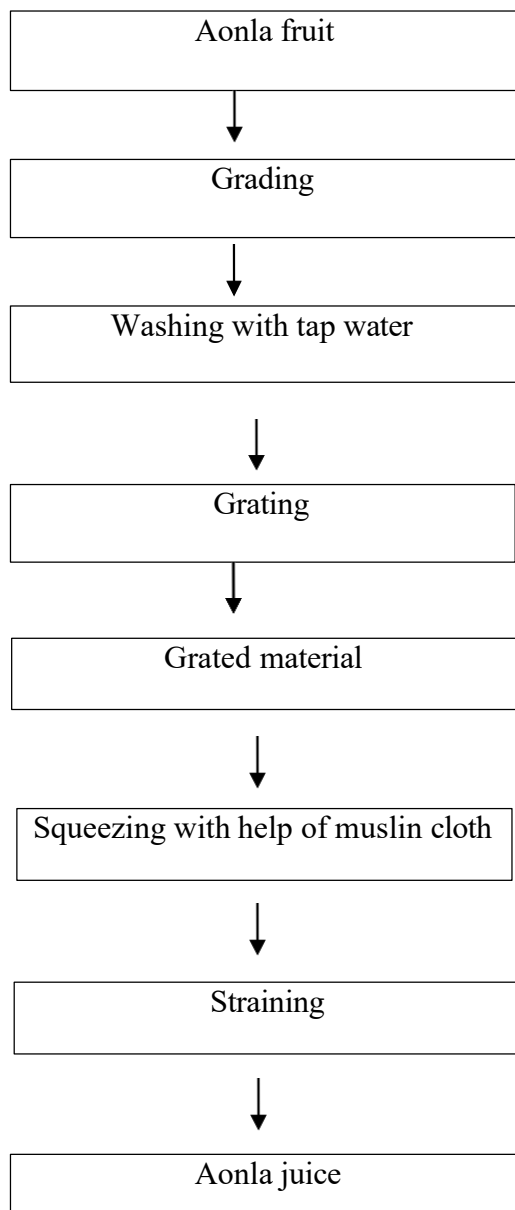 Aonla fruit
Grading
Washing with tap water
Grating
Grated material
Squeezing with help of muslin cloth
Straining
Aonla juice